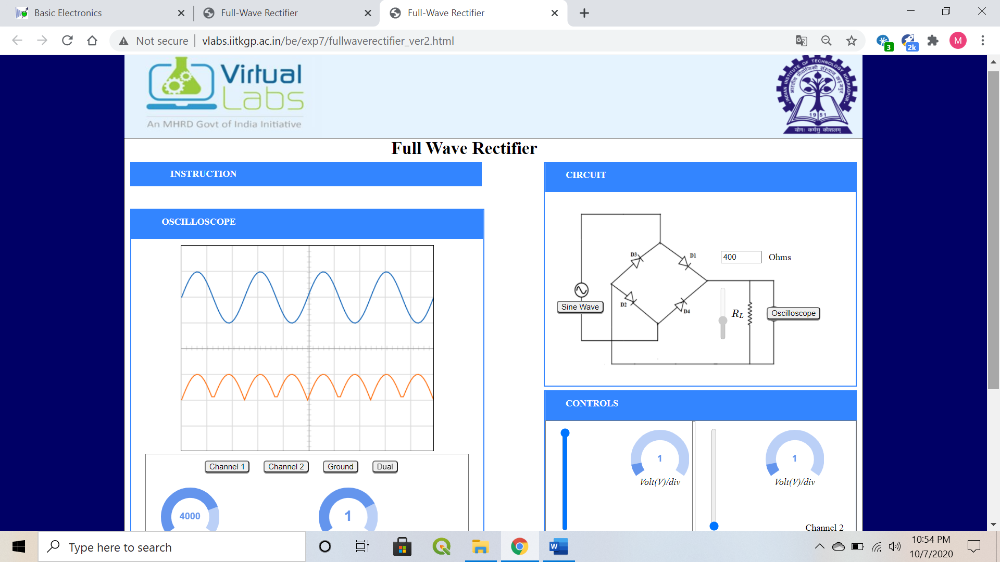 Basic Electronics
Full-Wave Rectifier
Full-Wave Rectifier
Not secure
vlabs.iitkgp.ac.in/be/exp7/fullwaverectifier_ver2.html
3
2k
M
Virtual
Labs
An MHRD Govt of India Initiative
INDIAN INSTITUTE OF TECHNOLOGY KHARAGPUR
भारतीय प्रौद्योगिकी संस्थान खड़गपुर
1951
योगः कर्मसु कौशलम्
Full Wave Rectifier
INSTRUCTION
OSCILLOSCOPE
Channel 1
Channel 2
Ground
Dual
4000
1
CIRCUIT
D3
D1
400
Ohms
Sine Wave
D2
D4
RL
Oscilloscope
CONTROLS
1
Volt(V)/div
1
Volt(V)/div
Channel 2
Type here to search
W
10:54 PM
10/7/2020